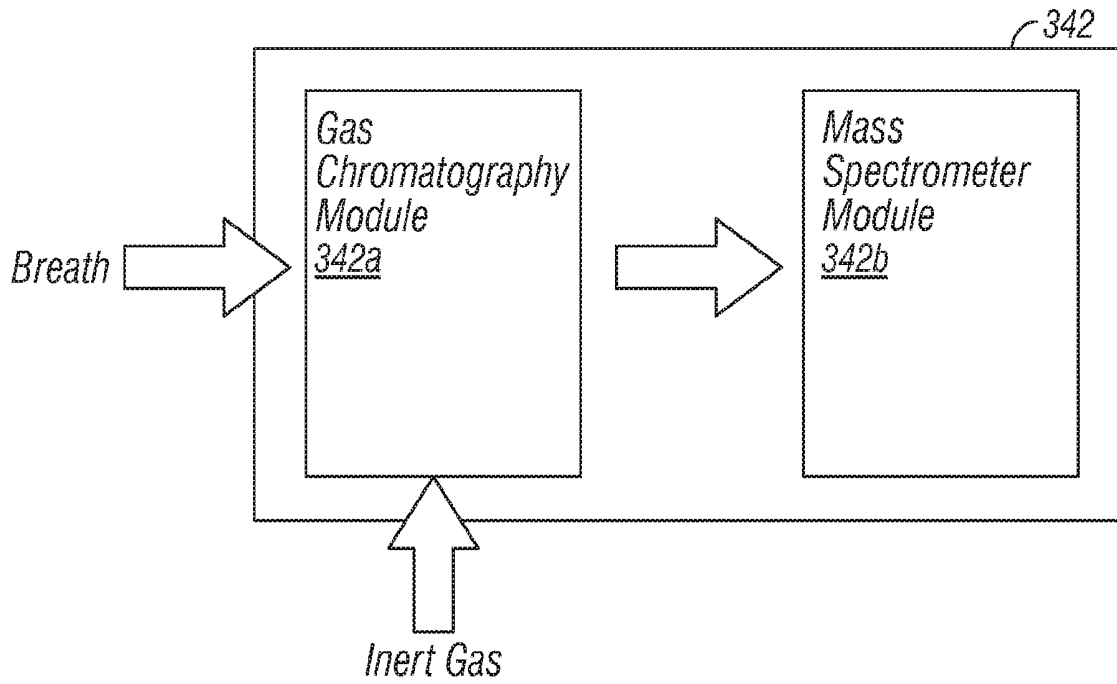 342
Gas
Chromatography
Module
342a
Mass
Spectrometer
Module
342b
Breath
Inert Gas